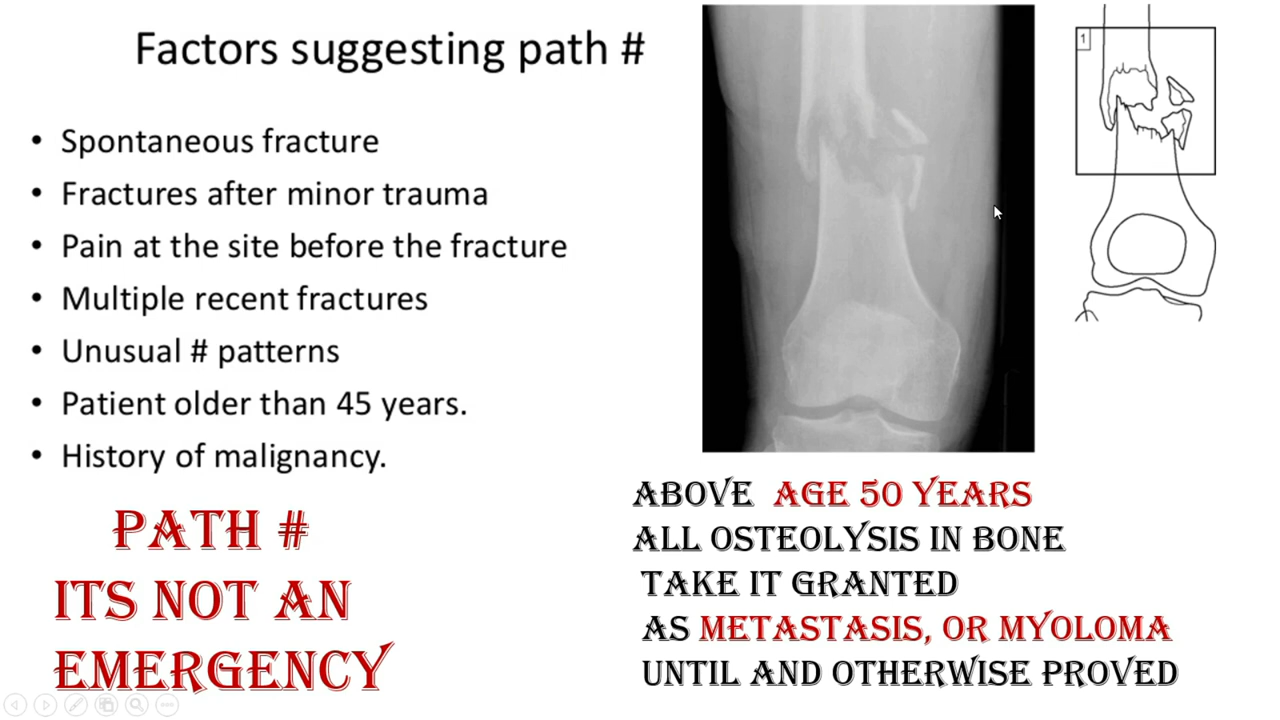 Factors suggesting path #
• Spontaneous fracture
• Fractures after minor trauma
• Pain at the site before the fracture
• Multiple recent fractures
• Unusual # patterns
• Patient older than 45 years.
• History of malignancy.
PATH #
ITS NOT AN
EMERGENCY
1
ABOVE AGE 50 YEARS
ALL OSTEOLYSIS IN BONE
TAKE IT GRANTED
AS METASTASIS, OR MYOLOMA
UNTIL AND OTHERWISE PROVED